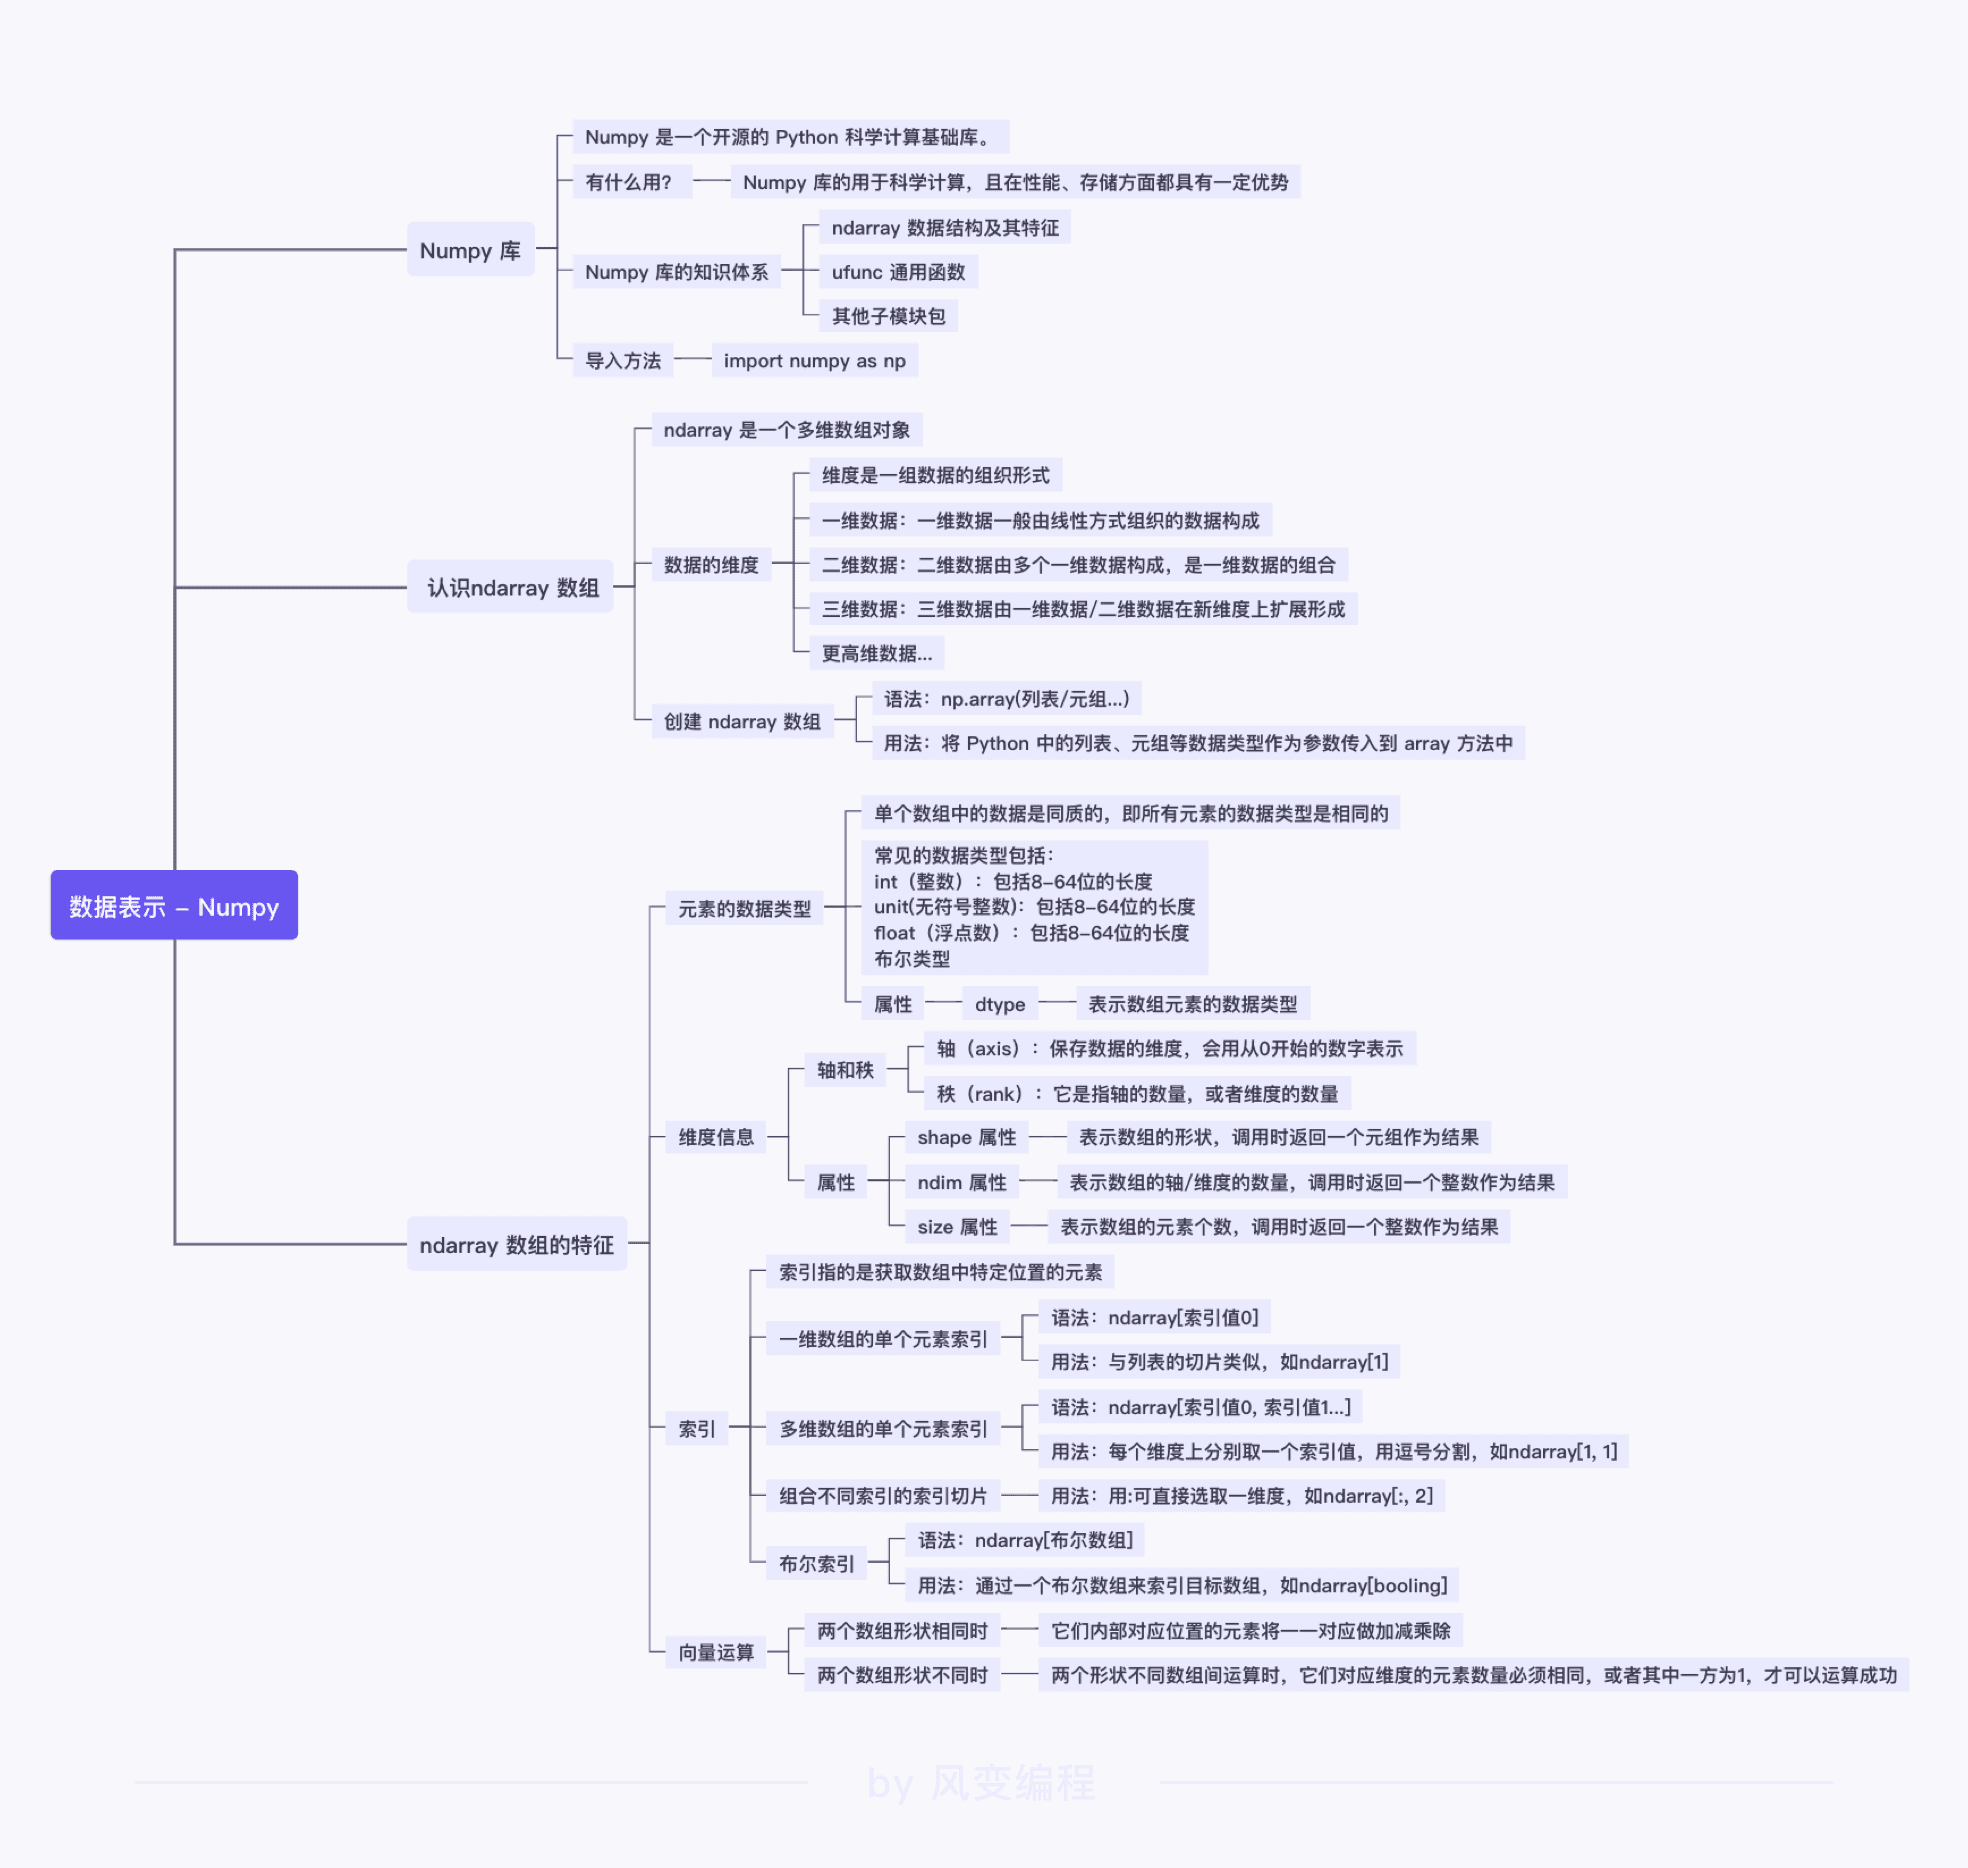 数据表示 – Numpy
Numpy 库
Numpy 是一个开源的 Python 科学计算基础库。
有什么用？
Numpy 库的用于科学计算，且在性能、存储方面都具有一定优势
Numpy 库的知识体系
ndarray 数据结构及其特征
ufunc 通用函数
其他子模块包
导入方法
import numpy as np
认识ndarray 数组
ndarray 是一个多维数组对象
数据的维度
维度是一组数据的组织形式
一维数据：一维数据一般由线性方式组织的数据构成
二维数据：二维数据由多个一维数据构成，是一维数据的组合
三维数据：三维数据由一维数据/二维数据在新维度上扩展形成
更高维数据...
创建 ndarray 数组
语法：np.array(列表/元组...)
用法：将 Python 中的列表、元组等数据类型作为参数传入到 array 方法中
ndarray 数组的特征
元素的数据类型
单个数组中的数据是同质的，即所有元素的数据类型是相同的
常见的数据类型包括：
int（整数）：包括8–64位的长度
unit(无符号整数)：包括8–64位的长度
float（浮点数）：包括8–64位的长度
布尔类型
属性
dtype
表示数组元素的数据类型
维度信息
轴和秩
轴（axis）：保存数据的维度，会用从0开始的数字表示
秩（rank）：它是指轴的数量，或者维度的数量
属性
shape 属性
表示数组的形状，调用时返回一个元组作为结果
ndim 属性
表示数组的轴/维度的数量，调用时返回一个整数作为结果
size 属性
表示数组的元素个数，调用时返回一个整数作为结果
索引
索引指的是获取数组中特定位置的元素
一维数组的单个元素索引
语法：ndarray[索引值0]
用法：与列表的切片类似，如ndarray[1]
多维数组的单个元素索引
语法：ndarray[索引值0, 索引值1...]
用法：每个维度上分别取一个索引值，用逗号分割，如ndarray[1, 1]
组合不同索引的索引切片
用法：用:可直接选取一维度，如ndarray[:, 2]
布尔索引
语法：ndarray[布尔数组]
用法：通过一个布尔数组来索引目标数组，如ndarray[booling]
向量运算
两个数组形状相同时
它们内部对应位置的元素将一一对应做加减乘除
两个数组形状不同时
两个形状不同数组间运算时，它们对应维度的元素数量必须相同，或者其中一方为1，才可以运算成功
by 风变编程